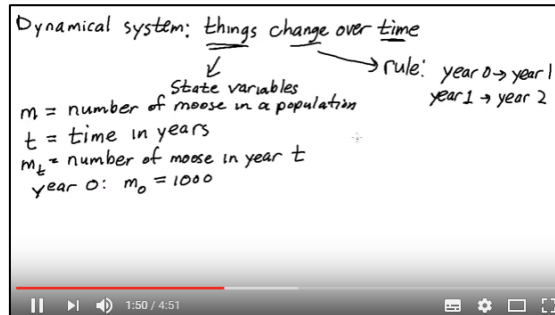 Dynamical system: things change over time
rule: year 0 → year 1
year 1 → year 2
State variables
m = number of moose in a population
t = time in years
mₜ = number of moose in year t
year 0: m₀ = 1000
1:50 / 4:51